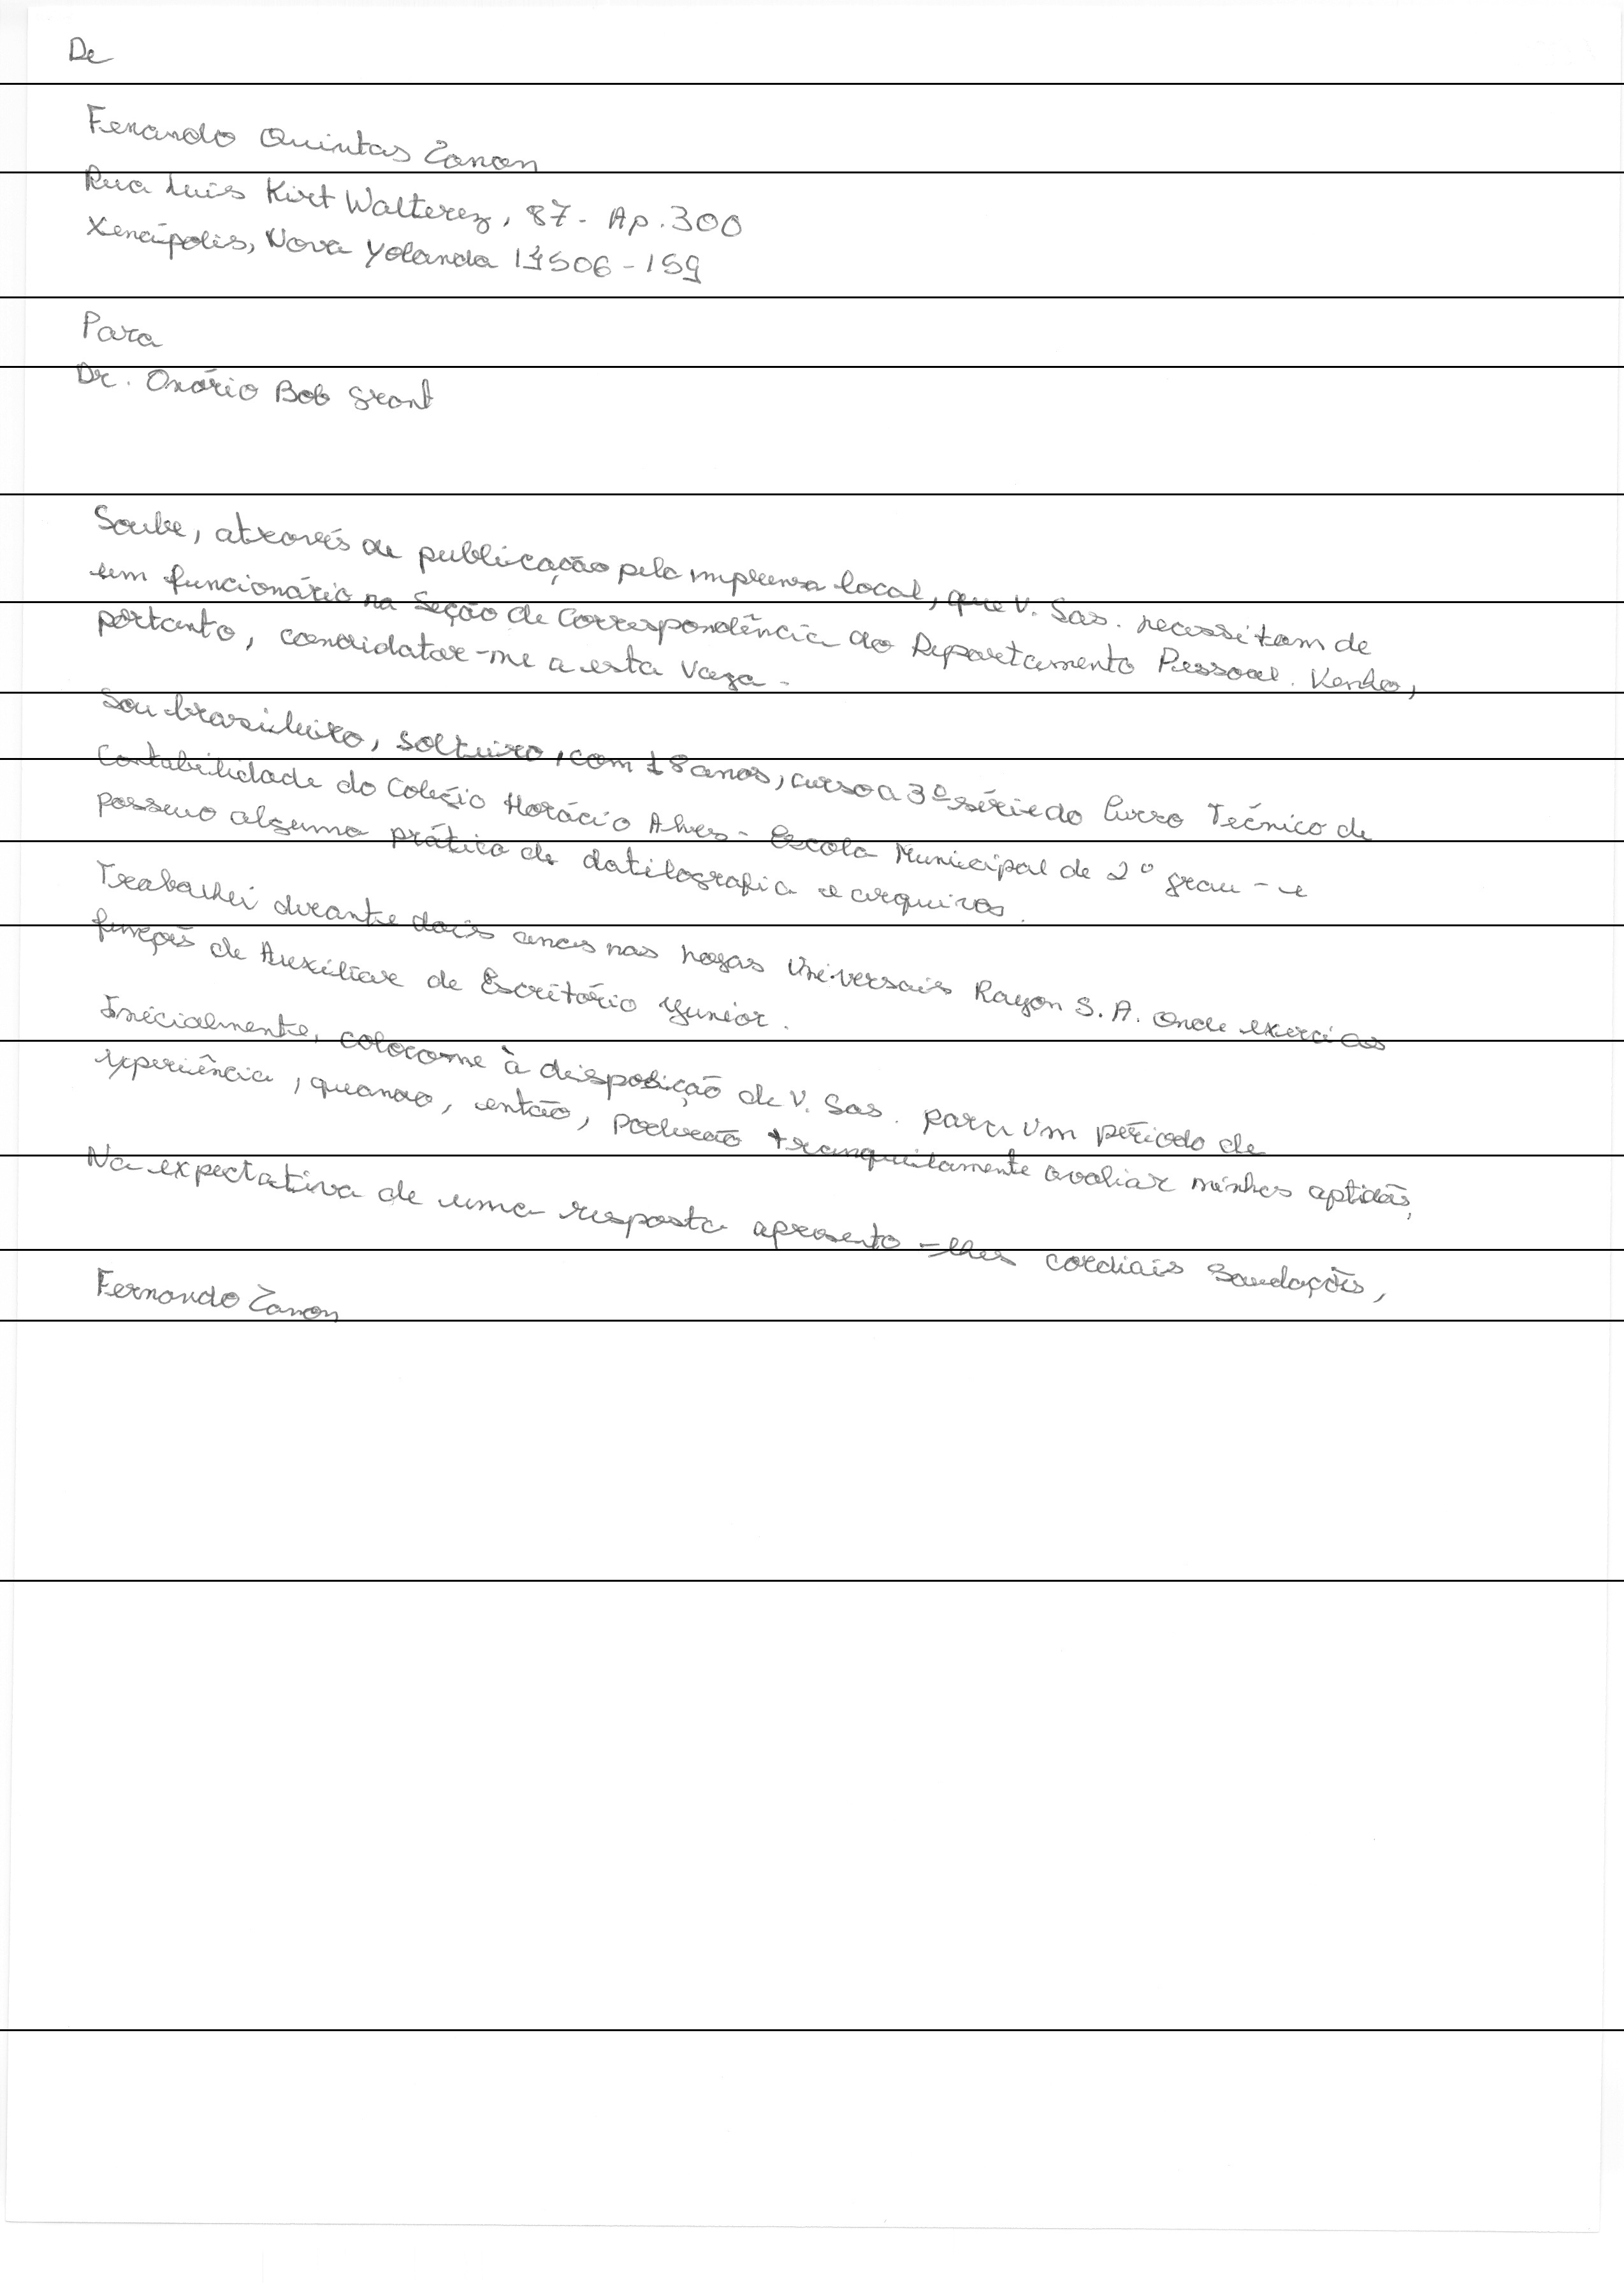 De
Fenando Quintas Zanon
Rua Luis Kirt Walterez, 87 - Ap. 300
Xenápolis, Nova Yolanda 506-159
Para
Dr. Onório Bob Grant
Soube, através de publicação pela imprensa local, que V. Sas. necessitam de
um funcionário na Seção de Correspondência do Departamento Pessoal. Venho,
portanto, candidatar-me a esta vaga.
Sou brasileiro, solteiro, com 18 anos, curso a 3ª série do Curso Técnico de
Contabilidade do Colégio Horácio Alves - Escola Municipal de 2º grau - e
possuo alguma prática de datilografia e arquivos.
Trabalhei durante dois anos nas Universais Rayon S.A. onde exerci as
funções de Auxiliar de Escritório Yunior.
Inicialmente, coloco-me à disposição de V. Sas. para um período de
experiência, quando, então, poderão tranquilamente avaliar minhas aptidões,
Na expectativa de uma resposta apresento-lhes cordiais saudações,
Fernando Zanon